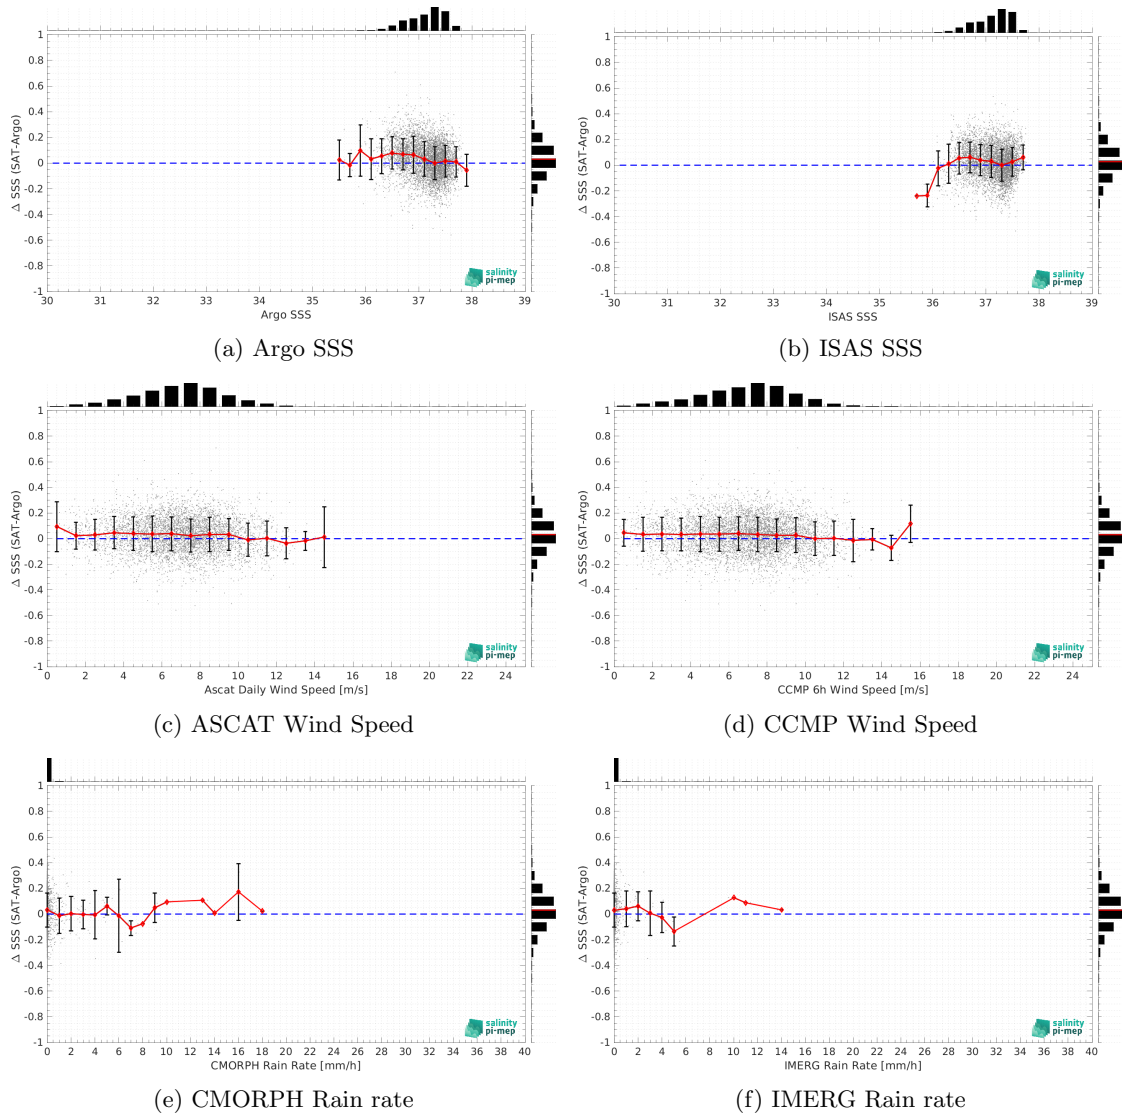 1
0.8
0.6
0.4
0.2
0
-0.2
-0.4
-0.6
-0.8
-1
Δ SSS (SAT-Argo)
30 31 32 33 34 35 36 37 38 39
Argo SSS
salinity
pi-mep
(a) Argo SSS
1
0.8
0.6
0.4
0.2
0
-0.2
-0.4
-0.6
-0.8
-1
Δ SSS (SAT-Argo)
30 31 32 33 34 35 36 37 38 39
ISAS SSS
salinity
pi-mep
(b) ISAS SSS
1
0.8
0.6
0.4
0.2
0
-0.2
-0.4
-0.6
-0.8
-1
Δ SSS (SAT-Argo)
0 2 4 6 8 10 12 14 16 18 20 22 24
Ascat Daily Wind Speed [m/s]
salinity
pi-mep
(c) ASCAT Wind Speed
1
0.8
0.6
0.4
0.2
0
-0.2
-0.4
-0.6
-0.8
-1
Δ SSS (SAT-Argo)
0 2 4 6 8 10 12 14 16 18 20 22 24
CCMP 6h Wind Speed [m/s]
salinity
pi-mep
(d) CCMP Wind Speed
1
0.8
0.6
0.4
0.2
0
-0.2
-0.4
-0.6
-0.8
-1
Δ SSS (SAT-Argo)
0 2 4 6 8 10 12 14 16 18 20 22 24 26 28 30 32 34 36 38 40
CMORPH Rain Rate [mm/h]
salinity
pi-mep
(e) CMORPH Rain rate
1
0.8
0.6
0.4
0.2
0
-0.2
-0.4
-0.6
-0.8
-1
Δ SSS (SAT-Argo)
0 2 4 6 8 10 12 14 16 18 20 22 24 26 28 30 32 34 36 38 40
IMERG Rain Rate [mm/h]
salinity
pi-mep
(f) IMERG Rain rate